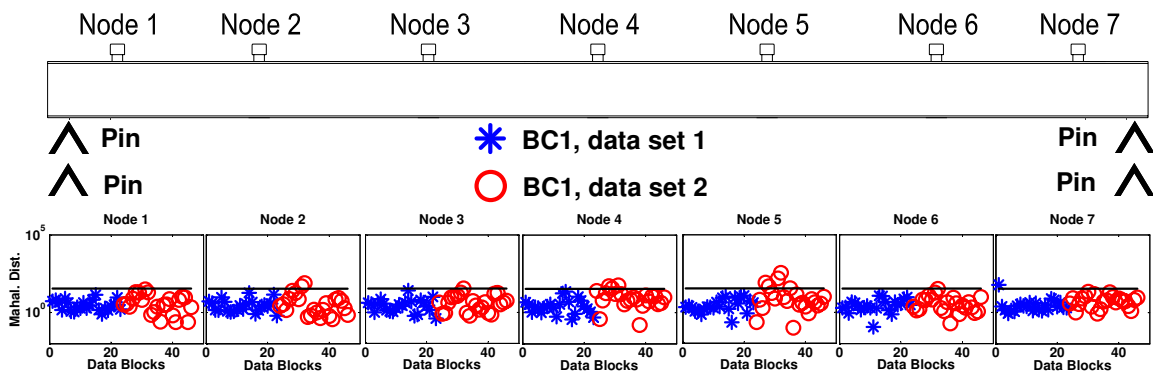 Node 1 Node 2 Node 3 Node 4 Node 5 Node 6 Node 7
Pin BC1, data set 1 Pin
Pin BC1, data set 2 Pin
Node 1 Node 2 Node 3 Node 4 Node 5 Node 6 Node 7
10^5
Mahal. Dist.
10^0
0 20 40 0 20 40 0 20 40 0 20 40 0 20 40 0 20 40 0 20 40
Data Blocks Data Blocks Data Blocks Data Blocks Data Blocks Data Blocks Data Blocks